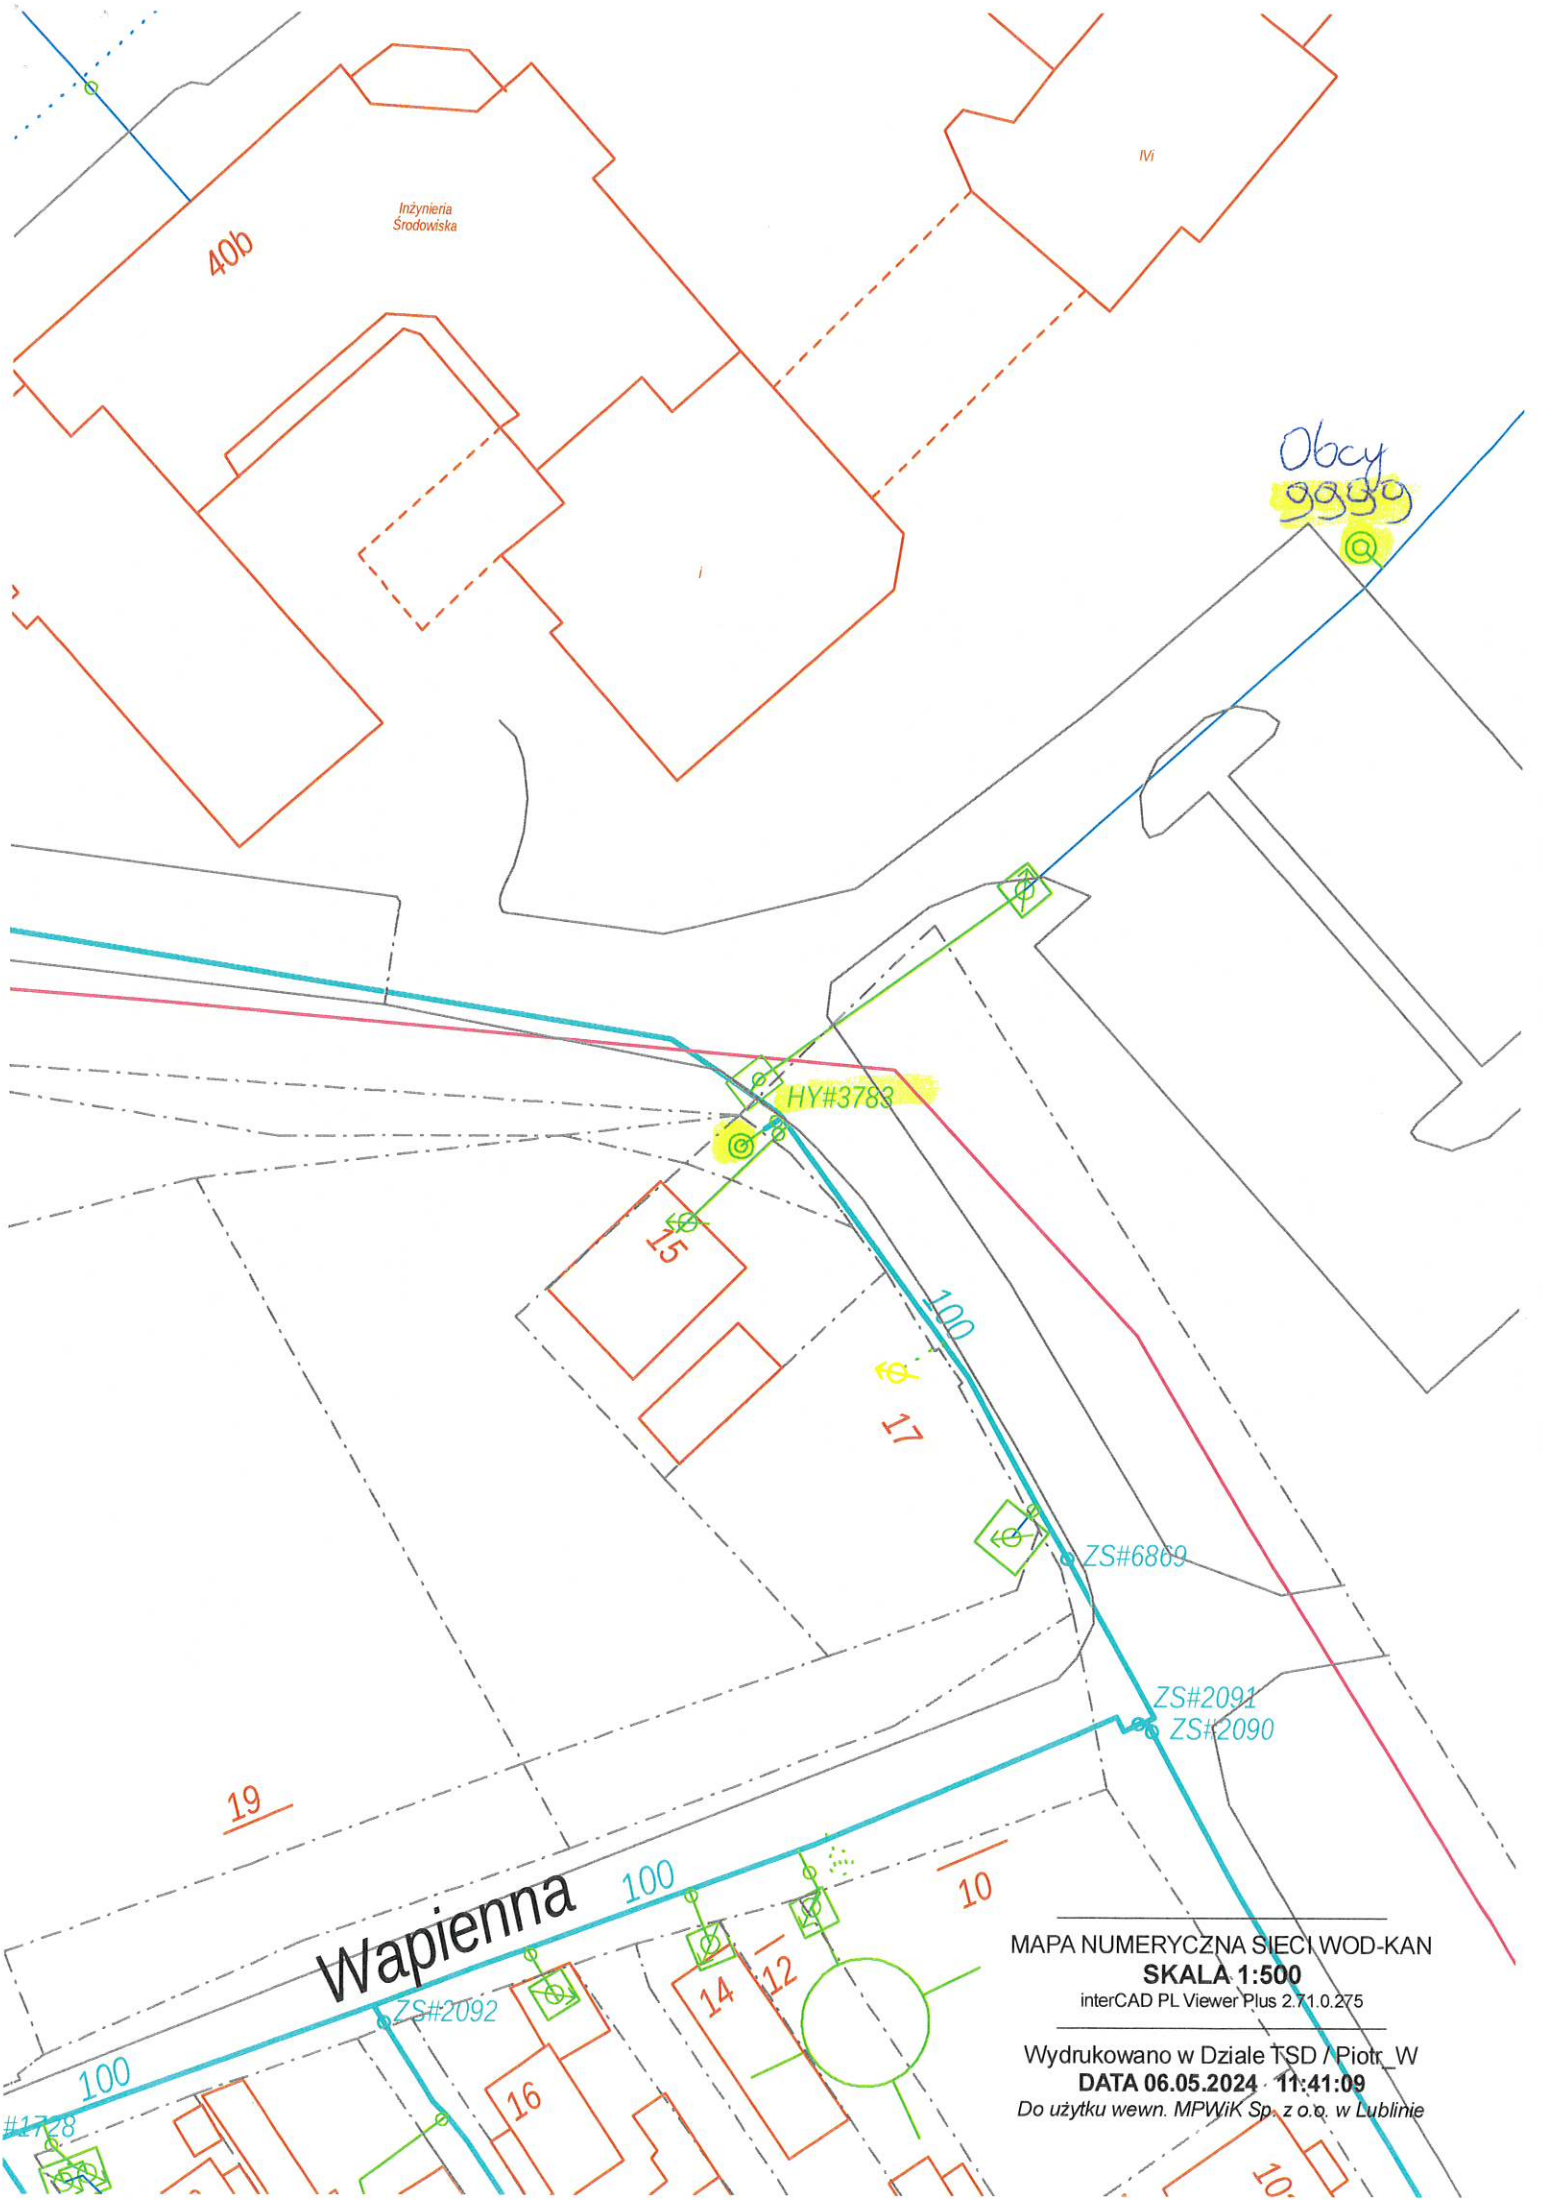 IVi
Inżynieria
Środowiska
40b
Obcy
9999
i
HY#3783
15
100
17
ZS#6869
ZS#2091
ZS#2090
19
100
Wapienna
10
MAPA NUMERYCZNA SIECI WOD-KAN
SKALA 1:500
interCAD PL Viewer Plus 2.71.0.275
12
14
ZS#2092
Wydrukowano w Dziale TSD / Piotr_W
DATA 06.05.2024 11:41:09
Do użytku wewn. MPWiK Sp. z o.o. w Lublinie
100
16
#1728